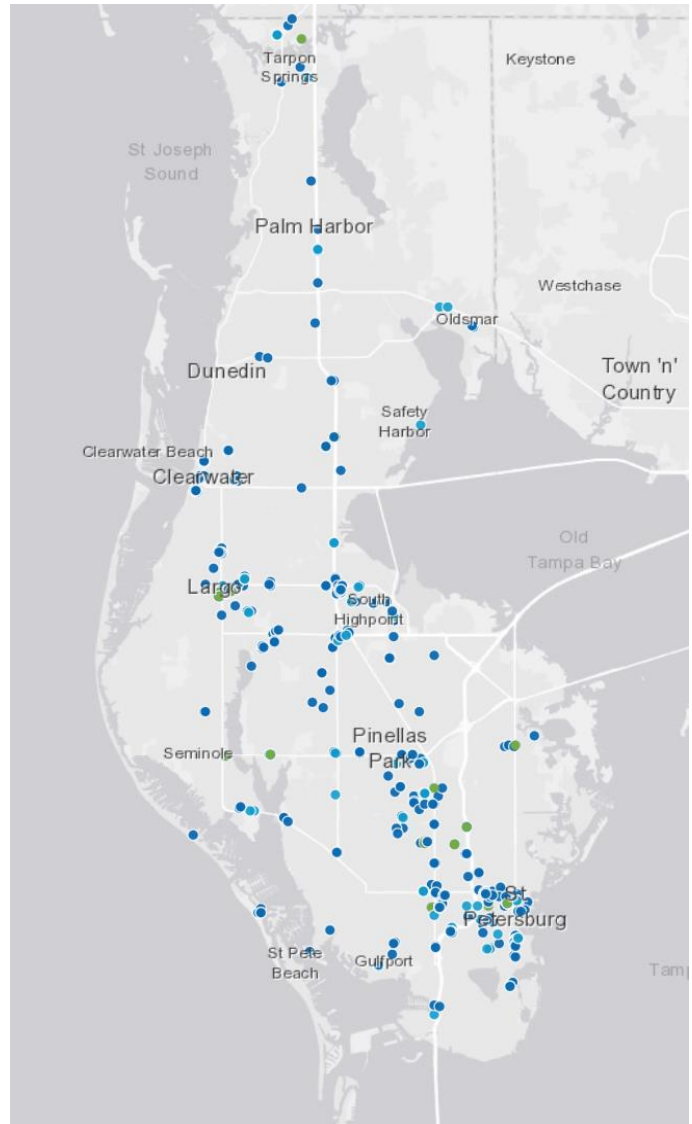 Tarpon
Springs
Keystone
St Joseph
Sound
Palm Harbor
Westchase
Oldsmar
Dunedin
Town 'n'
Country
Safety
Harbor
Clearwater Beach
Clearwater
Old
Tampa Bay
Largo
South
Highpoint
Pinellas
Park
Seminole
St
Petersburg
St Pete
Beach
Gulfport
Tamp